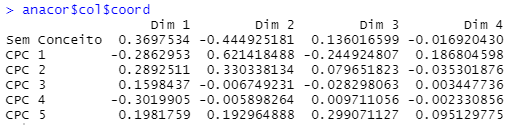 > anacor$col$coord
Dim 1 Dim 2 Dim 3 Dim 4
Sem Conceito 0.3697534 -0.444925181 0.136016599 -0.016920430
CPC 1 -0.2862953 0.621418488 -0.244924807 0.186804598
CPC 2 0.2892511 0.330338134 0.079651823 -0.035301876
CPC 3 0.1598437 -0.006749231 -0.028298063 0.003447736
CPC 4 -0.3019905 -0.005898264 0.009711056 -0.002330856
CPC 5 0.1981759 0.192964888 0.299071127 0.095129775